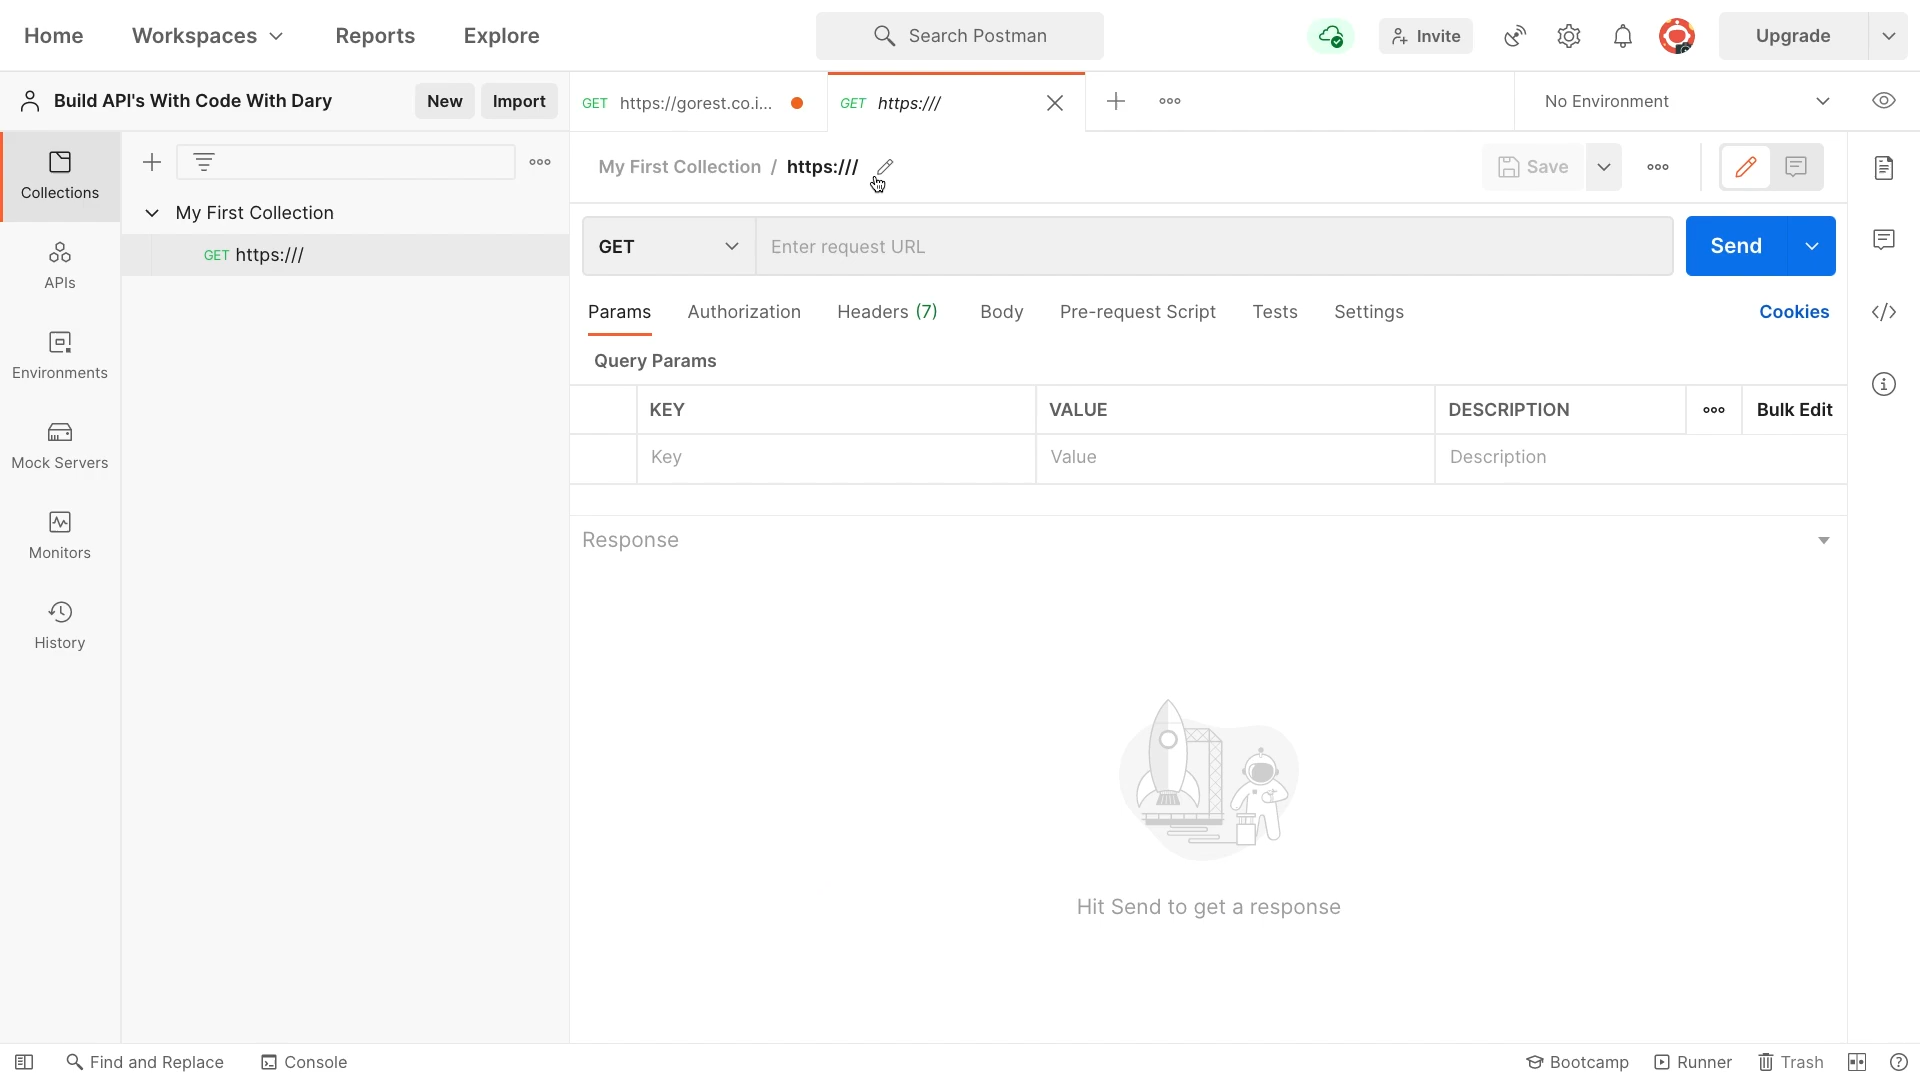 Home Workspaces Reports Explore Search Postman Invite Upgrade
Build API's With Code With Dary New Import GET https://gorest.co.i... GET https:/// No Environment
Collections
My First Collection / https:/// Save
My First Collection
GET https:///
GET Enter request URL Send
APIs
Params Authorization Headers (7) Body Pre-request Script Tests Settings Cookies
Query Params
Environments
KEY VALUE DESCRIPTION Bulk Edit
Key Value Description
Mock Servers
Response
Monitors
History
Hit Send to get a response
Find and Replace Console Bootcamp Runner Trash